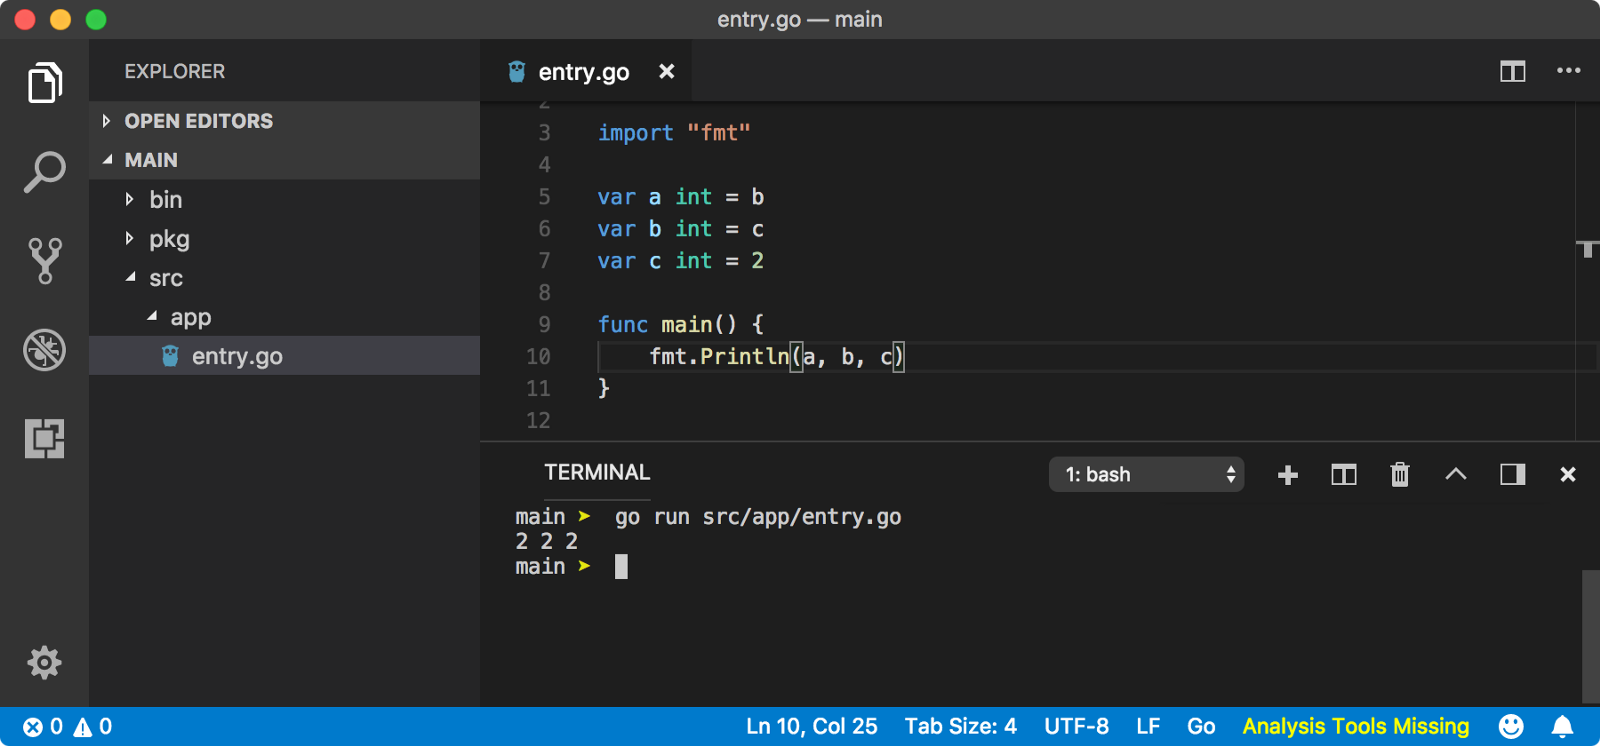 entry.go — main
EXPLORER
OPEN EDITORS
MAIN
bin
pkg
src
app
entry.go
entry.go
2
3 import "fmt"
4
5 var a int = b
6 var b int = c
7 var c int = 2
8
9 func main() {
10 fmt.Println(a, b, c)
11 }
12
TERMINAL
1: bash
main ➤ go run src/app/entry.go
2 2 2
main ➤
0 0
Ln 10, Col 25 Tab Size: 4 UTF-8 LF Go Analysis Tools Missing